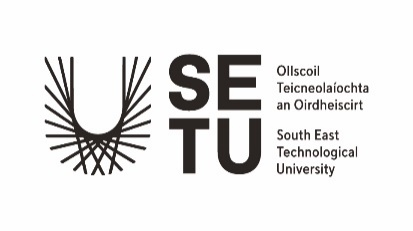 SE
TU
Ollscoil
Teicneolaíochta
an Oirdheiscirt
South East
Technological
University